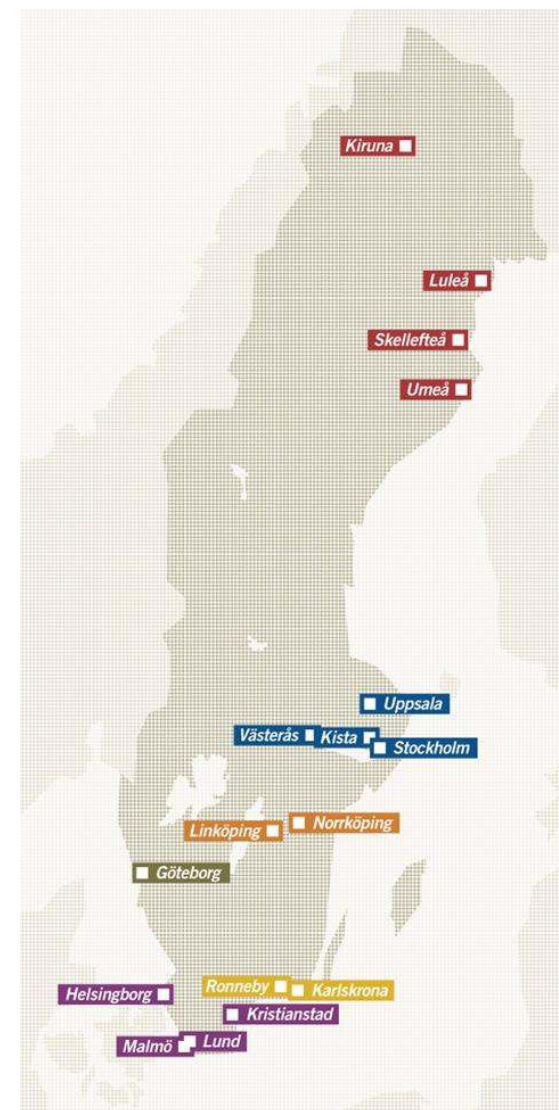 Kiruna
Luleå
Skellefteå
Umeå
Uppsala
Västerås
Kista
Stockholm
Norrköping
Linköping
Göteborg
Ronneby
Karlskrona
Helsingborg
Kristianstad
Lund
Malmö